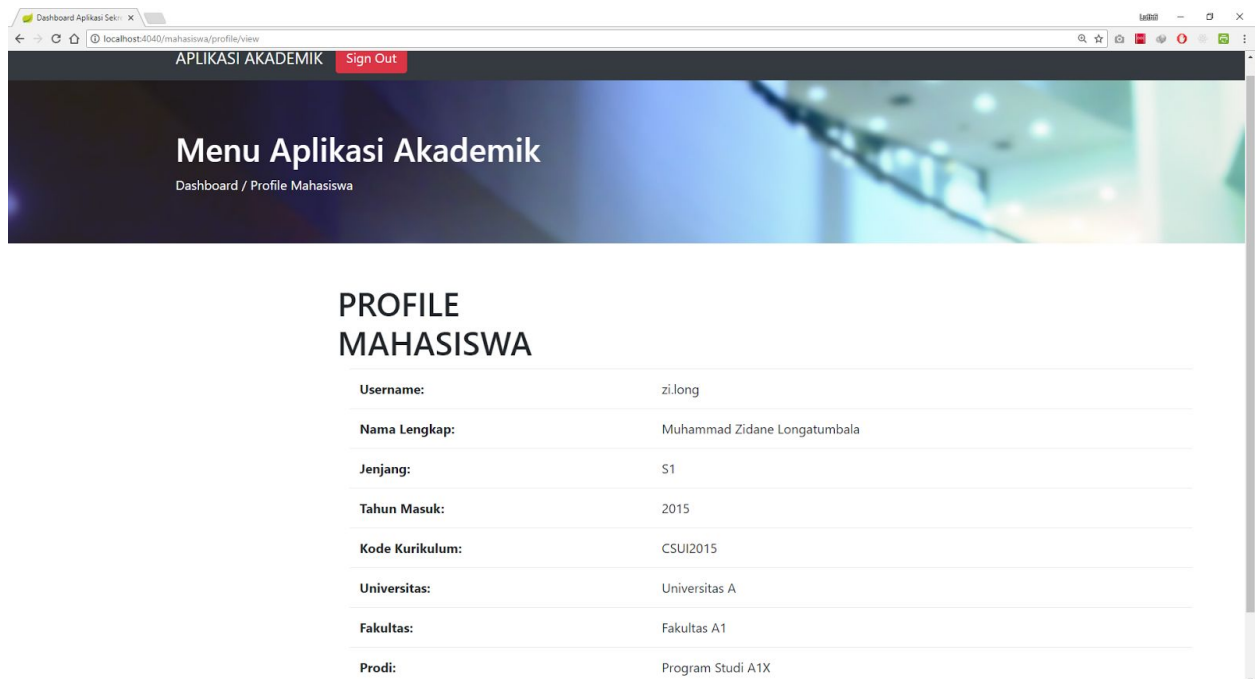 Dashboard Aplikasi Sekr
localhost:4040/mahasiswa/profile/view
APLIKASI AKADEMIK Sign Out
Menu Aplikasi Akademik
Dashboard / Profile Mahasiswa
PROFILE
MAHASISWA
Username: zi.long
Nama Lengkap: Muhammad Zidane Longatumbala
Jenjang: S1
Tahun Masuk: 2015
Kode Kurikulum: CSUI2015
Universitas: Universitas A
Fakultas: Fakultas A1
Prodi: Program Studi A1X